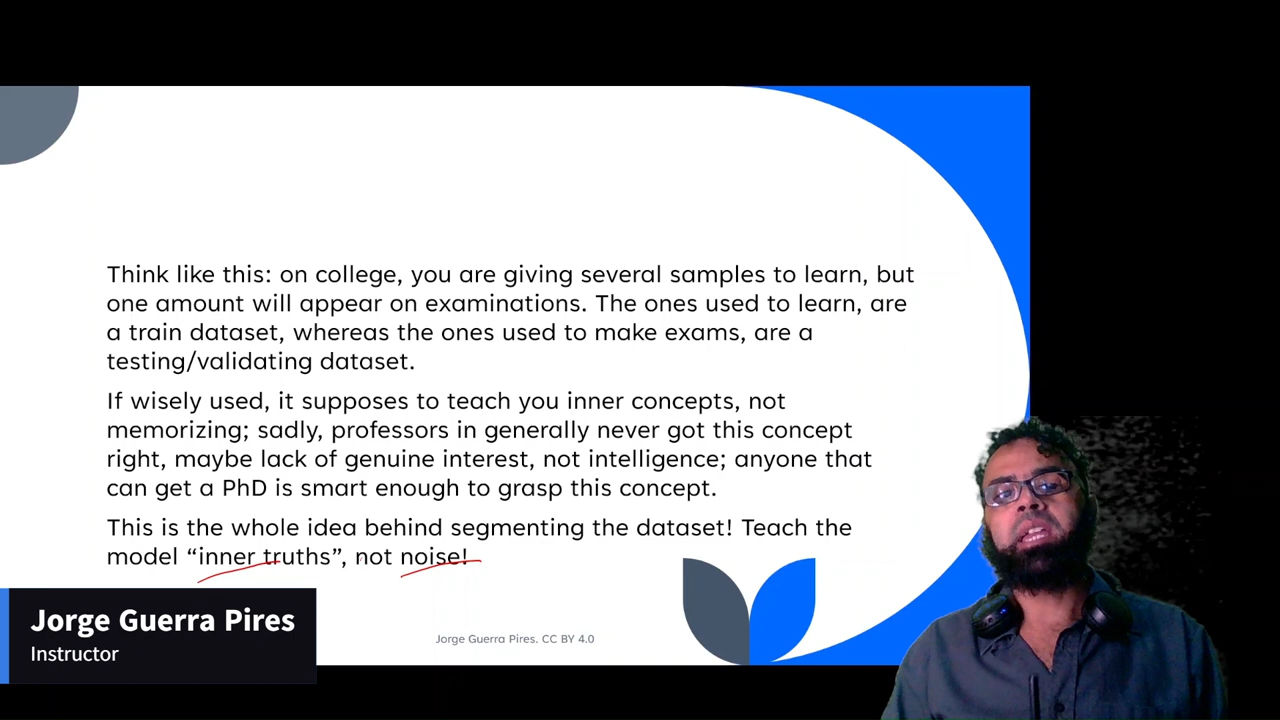 Think like this: on college, you are giving several samples to learn, but
one amount will appear on examinations. The ones used to learn, are
a train dataset, whereas the ones used to make exams, are a
testing/validating dataset.
If wisely used, it supposes to teach you inner concepts, not
memorizing; sadly, professors in generally never got this concept
right, maybe lack of genuine interest, not intelligence; anyone that
can get a PhD is smart enough to grasp this concept.
This is the whole idea behind segmenting the dataset! Teach the
model “inner truths”, not noise!
Jorge Guerra Pires
Instructor
Jorge Guerra Pires. CC BY 4.0